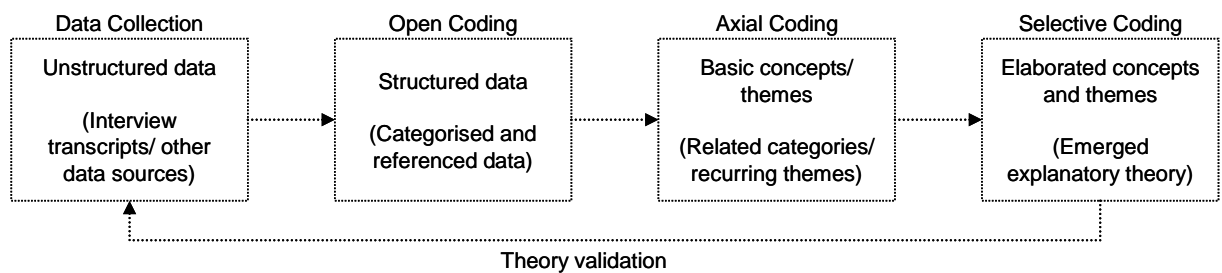 Data Collection
Unstructured data
(Interview
transcripts/ other
data sources)
Open Coding
Structured data
(Categorised and
referenced data)
Axial Coding
Basic concepts/
themes
(Related categories/
recurring themes)
Selective Coding
Elaborated concepts
and themes
(Emerged
explanatory theory)
Theory validation